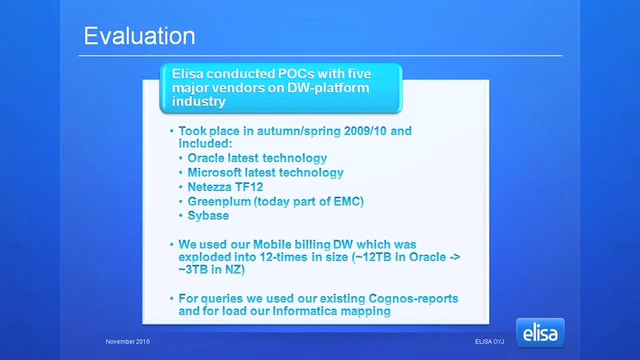 Evaluation
Elisa conducted POCs with five
major vendors on DW-platform
industry
• Took place in autumn/spring 2009/10 and
included:
• Oracle latest technology
• Microsoft latest technology
• Netezza TF12
• Greenplum (today part of EMC)
• Sybase
• We used our Mobile billing DW which was
exploded into 12-times in size (~12TB in Oracle ->
~3TB in NZ)
• For queries we used our existing Cognos-reports
and for load our Informatica mapping
November 2010
ELISA OYJ
elisa